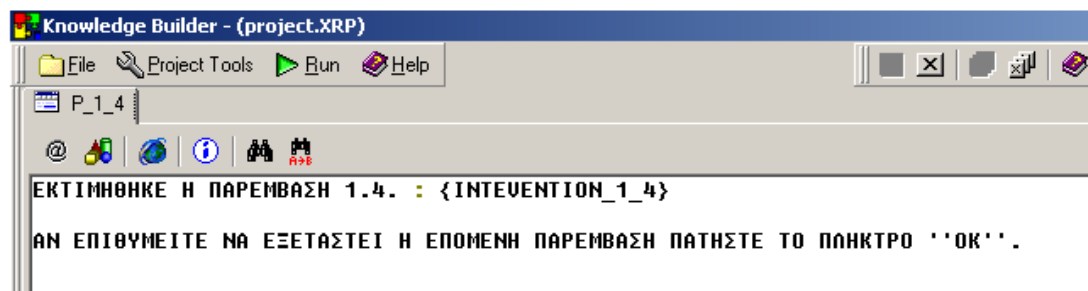 Knowledge Builder - (project.XRP)
File Project Tools Run Help
P_1_4
@
A→B
ΕΚΤΙΜΗΘΗΚΕ Η ΠΑΡΕΜΒΑΣΗ 1.4. : {INTEVENTION_1_4}
ΑΝ ΕΠΙΘΥΜΕΙΤΕ ΝΑ ΕΞΕΤΑΣΤΕΙ Η ΕΠΟΜΕΝΗ ΠΑΡΕΜΒΑΣΗ ΠΑΤΗΣΤΕ ΤΟ ΠΛΗΚΤΡΟ ''ΟΚ''.